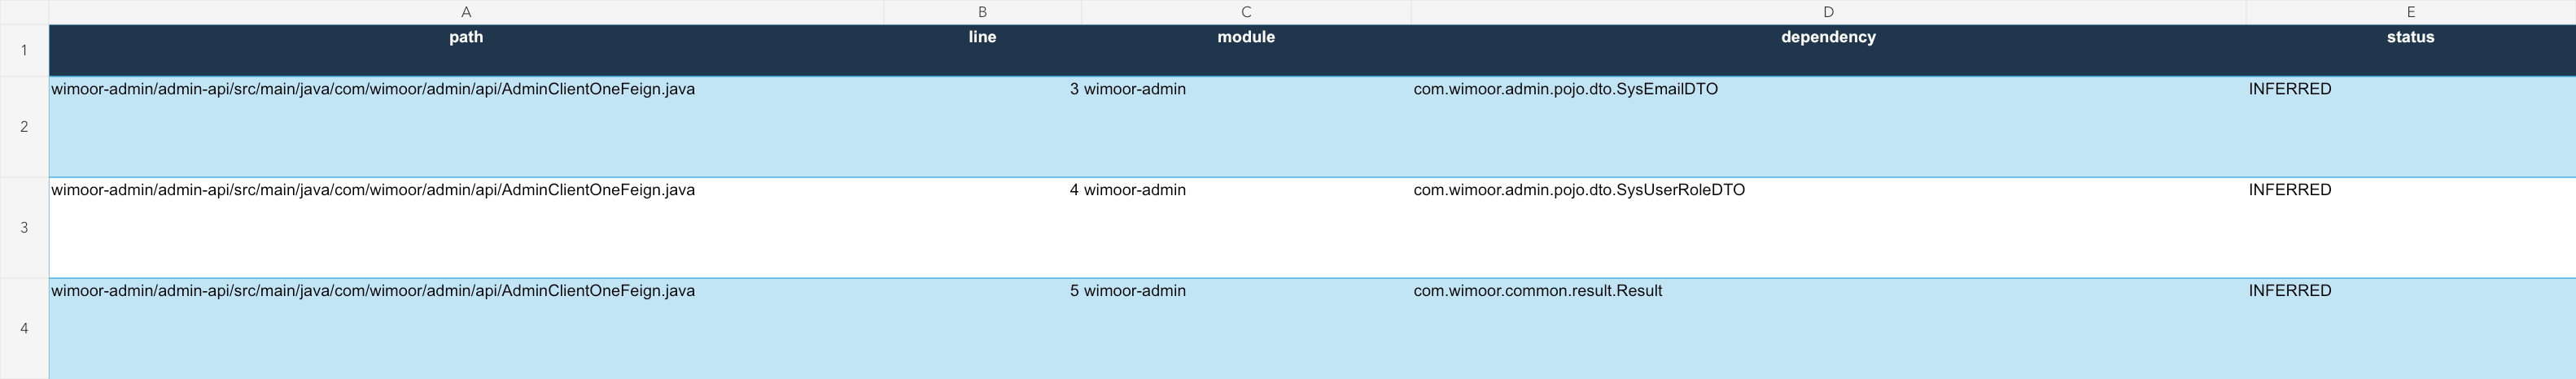 A B C D E
1 path line module dependency status
2 wimoor-admin/admin-api/src/main/java/com/wimoor/admin/api/AdminClientOneFeign.java 3 wimoor-admin com.wimoor.admin.pojo.dto.SysEmailDTO INFERRED
3 wimoor-admin/admin-api/src/main/java/com/wimoor/admin/api/AdminClientOneFeign.java 4 wimoor-admin com.wimoor.admin.pojo.dto.SysUserRoleDTO INFERRED
4 wimoor-admin/admin-api/src/main/java/com/wimoor/admin/api/AdminClientOneFeign.java 5 wimoor-admin com.wimoor.common.result.Result INFERRED